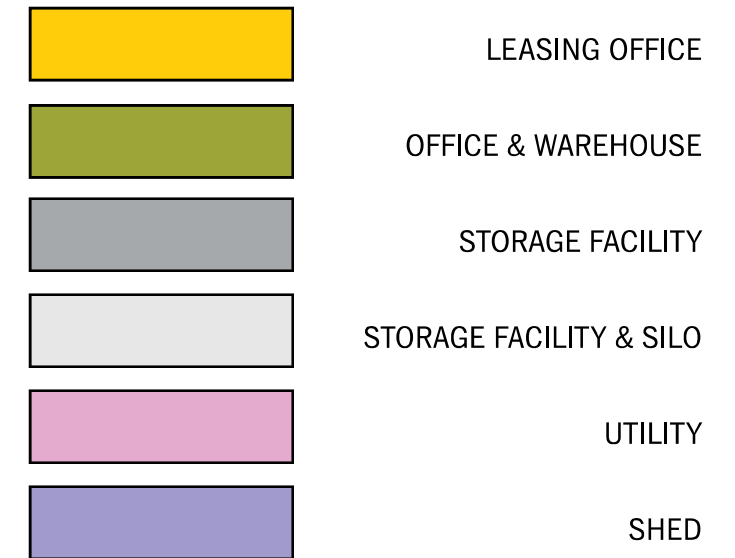 LEASING OFFICE
OFFICE & WAREHOUSE
STORAGE FACILITY
STORAGE FACILITY & SILO
UTILITY
SHED